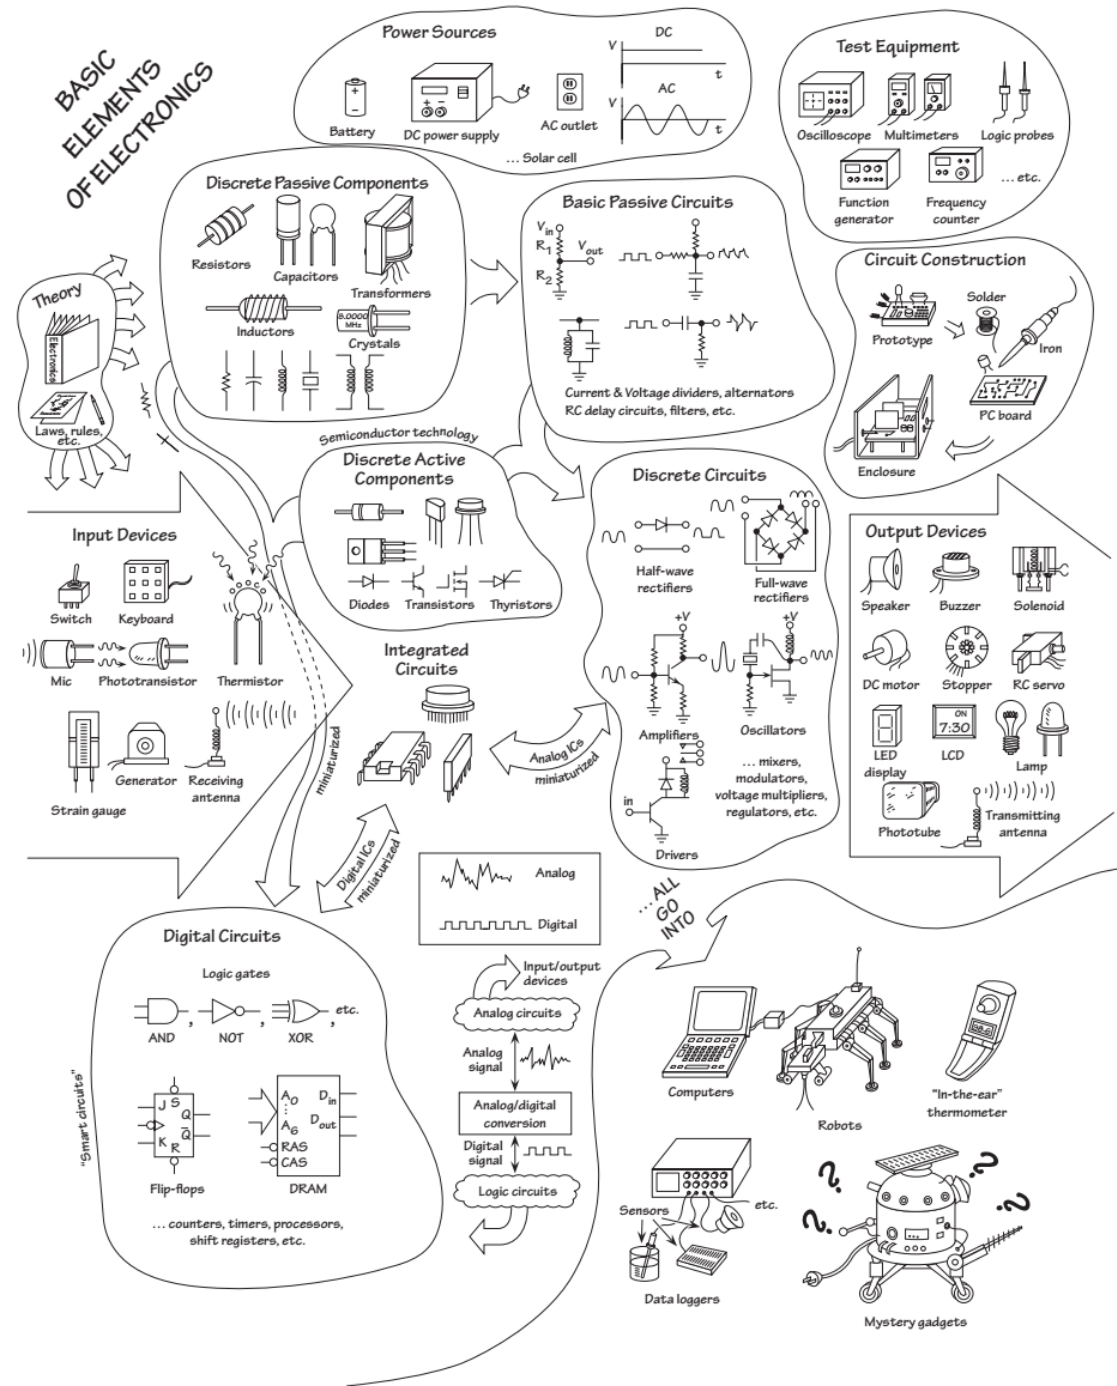 BASIC
ELEMENTS
OF ELECTRONICS
Power Sources
Battery
DC power supply
AC outlet
... Solar cell
DC
V
t
AC
V
t
Test Equipment
Oscilloscope
Multimeters
Logic probes
Function
generator
Frequency
counter
... etc.
Discrete Passive Components
Resistors
Capacitors
Transformers
Inductors
5.0000
MHz
Crystals
Basic Passive Circuits
Vin
R1
Vout
R2
Current & Voltage dividers, alternators
RC delay circuits, filters, etc.
Circuit Construction
Prototype
Solder
Iron
PC board
Enclosure
Theory
Electronics
Laws, rules,
etc.
Semiconductor technology
Discrete Active
Components
Diodes
Transistors
Thyristors
Discrete Circuits
Half-wave
rectifiers
Full-wave
rectifiers
+V
Amplifiers
+V
Oscillators
in
Drivers
... mixers,
modulators,
voltage multipliers,
regulators, etc.
Input Devices
Switch
Keyboard
Mic
Phototransistor
°C
Thermistor
Strain gauge
Generator
Receiving
antenna
miniaturized
Integrated
Circuits
Analog ICs
miniaturized
Digital ICs
miniaturized
Output Devices
Speaker
Buzzer
Solenoid
DC motor
Stopper
RC servo
LED
display
ON
7:30
LCD
Lamp
Phototube
Transmitting
antenna
Analog
Digital
... ALL
GO
INTO
Digital Circuits
Logic gates
AND
,
NOT
,
XOR
,
etc.
"Smart circuits"
J
S
Q
K
R
Q̅
Flip-flops
A0
...
A6
RAS
CAS
Din
Dout
DRAM
... counters, timers, processors,
shift registers, etc.
Input/output
devices
Analog circuits
Analog
signal
Analog/digital
conversion
Digital
signal
Logic circuits
Computers
Robots
"In-the-ear"
thermometer
Sensors
etc.
Data loggers
?
?
?
?
Mystery gadgets